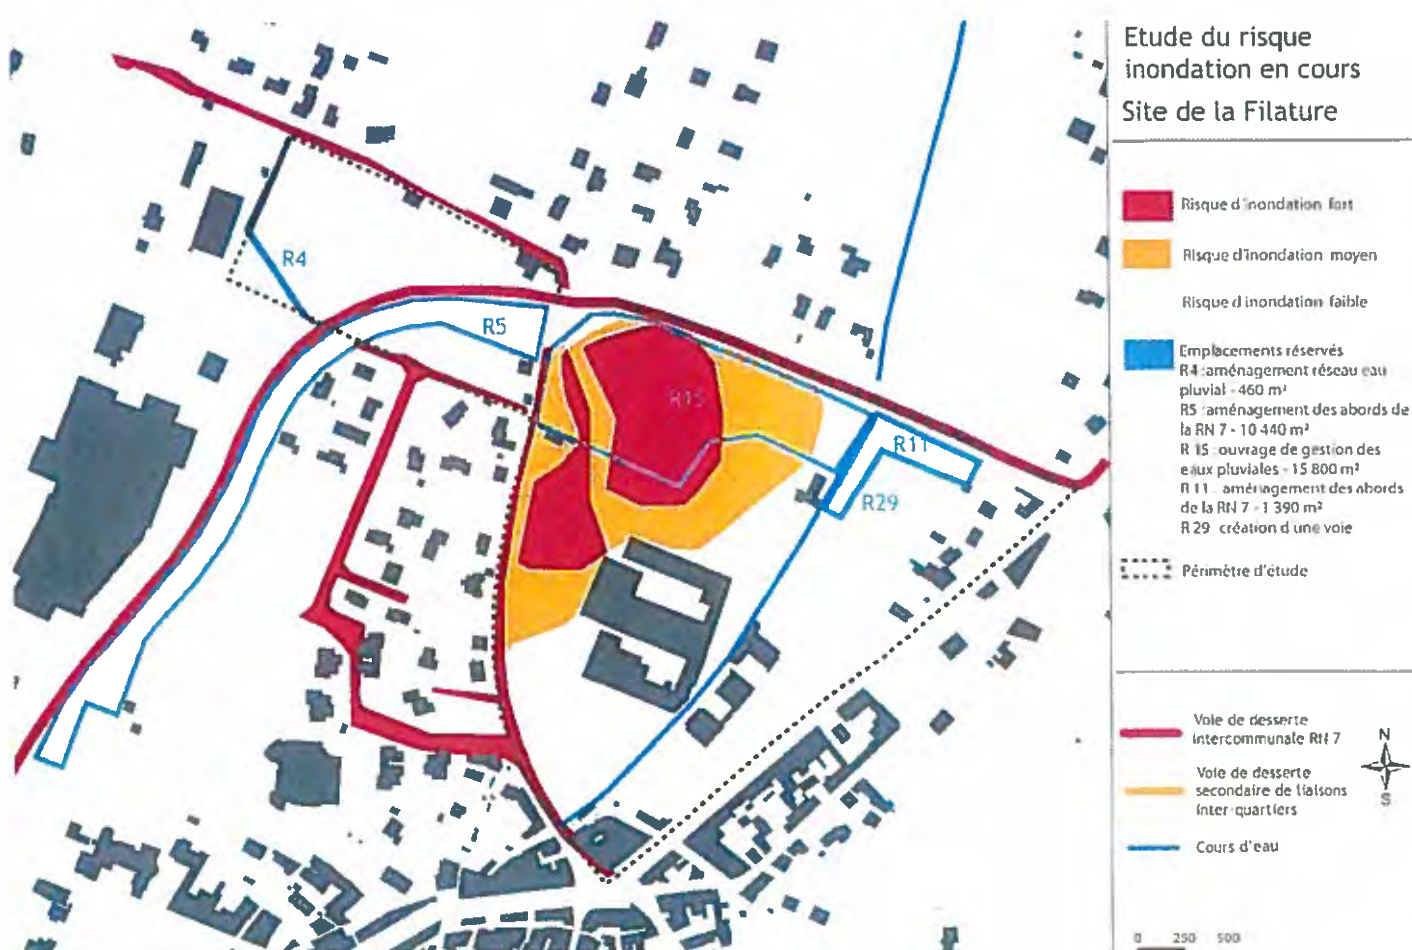 Etude du risque
inondation en cours
Site de la Filature
Risque d'inondation fort
Risque d'inondation moyen
Risque d'inondation faible
Emplacements réservés
R4 : aménagement réseau eau
pluvial - 460 m²
R5 : aménagement des abords de
la RN 7 - 10 440 m²
R 15 : ouvrage de gestion des
eaux pluviales - 15 800 m²
R 11 : aménagement des abords
de la RN 7 - 1 390 m²
R 29 création d une voie
Périmètre d'étude
Voie de desserte
intercommunale RN 7
Voie de desserte
secondaire de liaisons
inter-quartiers
Cours d'eau
N
S
0 250 500
R4
R5
R15
R11
R29